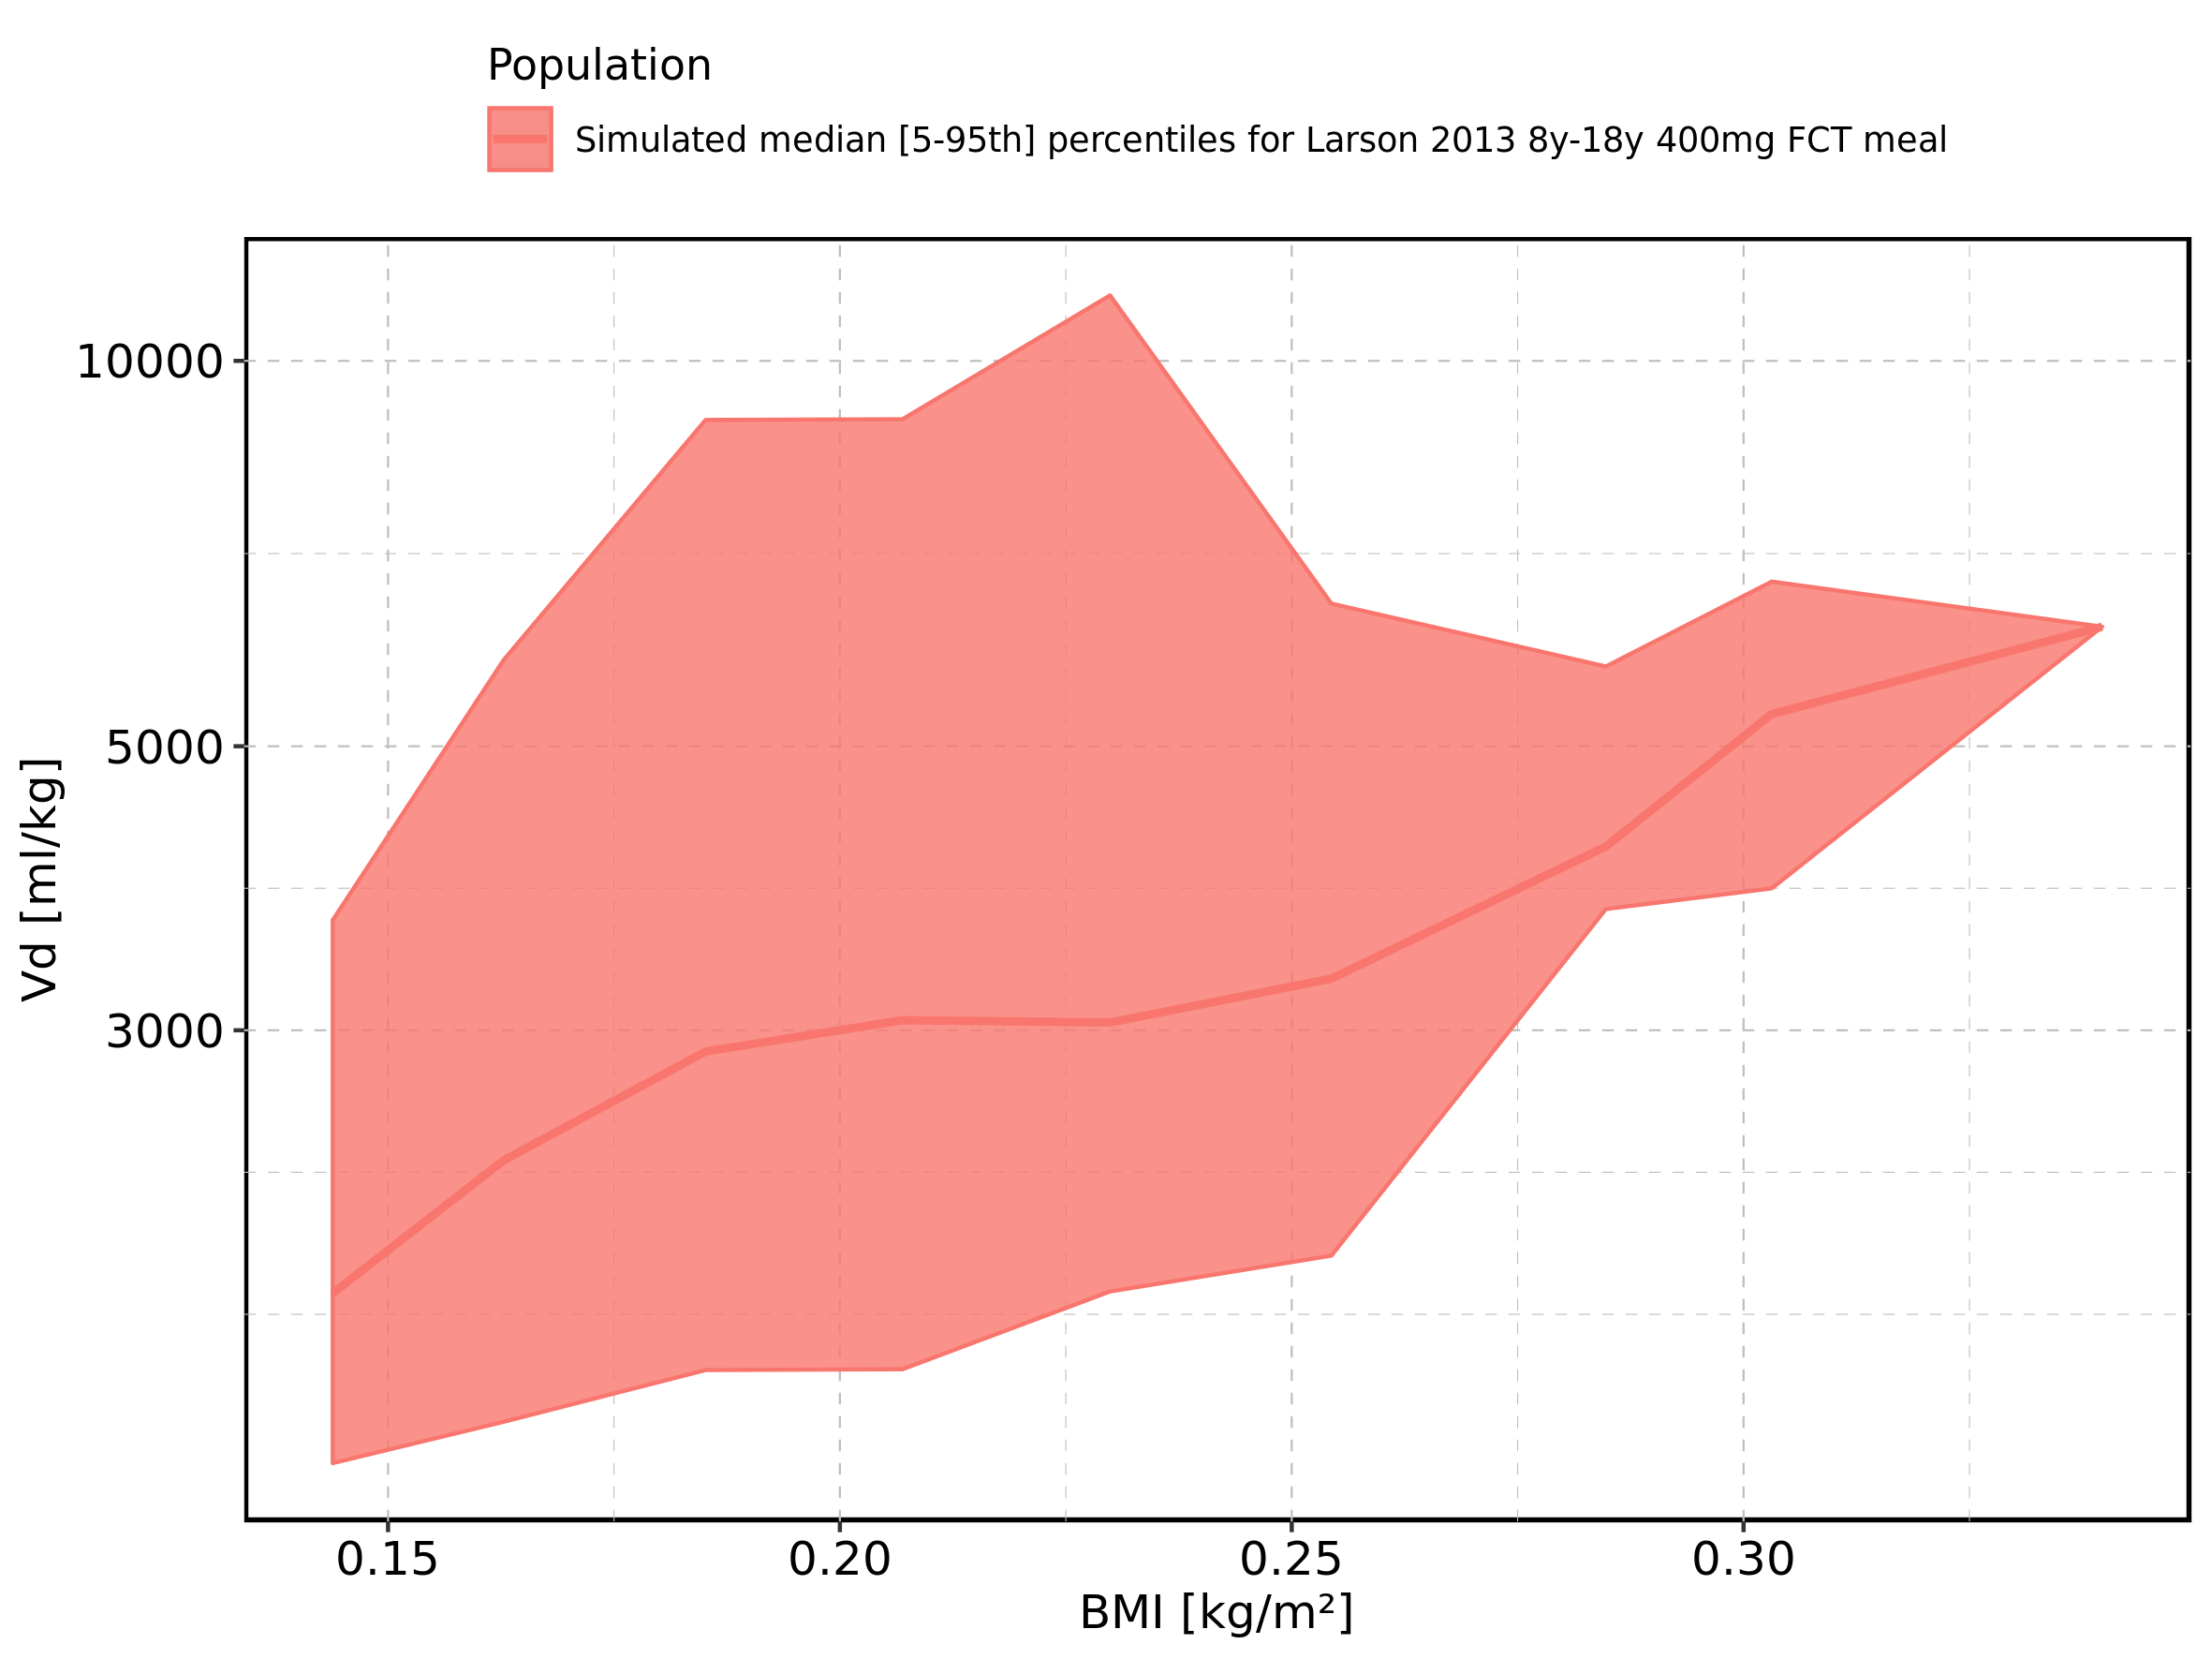 Population
Simulated median [5-95th] percentiles for Larson 2013 8y-18y 400mg FCT meal
10000
5000
3000
Vd [ml/kg]
0.15 0.20 0.25 0.30
BMI [kg/m²]